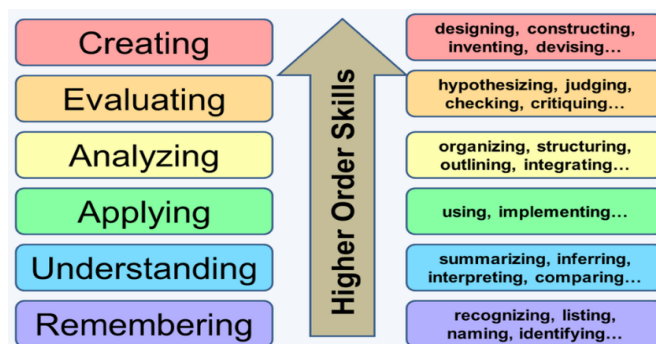 Creating
Evaluating
Analyzing
Applying
Understanding
Remembering
Higher Order Skills
designing, constructing,
inventing, devising...
hypothesizing, judging,
checking, critiquing...
organizing, structuring,
outlining, integrating...
using, implementing...
summarizing, inferring,
interpreting, comparing...
recognizing, listing,
naming, identifying...